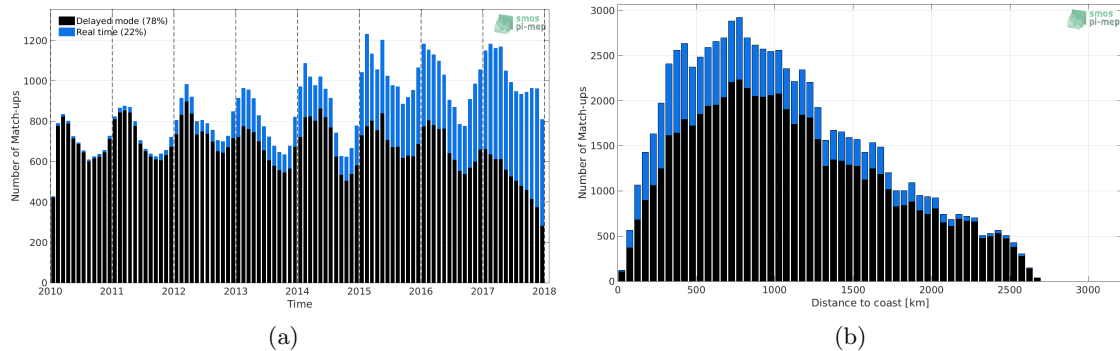 Delayed mode (78%)
Real time (22%)
smos
pi-mep
Number of Match-ups
1200
1000
800
600
400
200
0
2010 2011 2012 2013 2014 2015 2016 2017 2018
Time
(a)
smos
pi-mep
Number of Match-ups
3000
2500
2000
1500
1000
500
0
0 500 1000 1500 2000 2500 3000
Distance to coast [km]
(b)